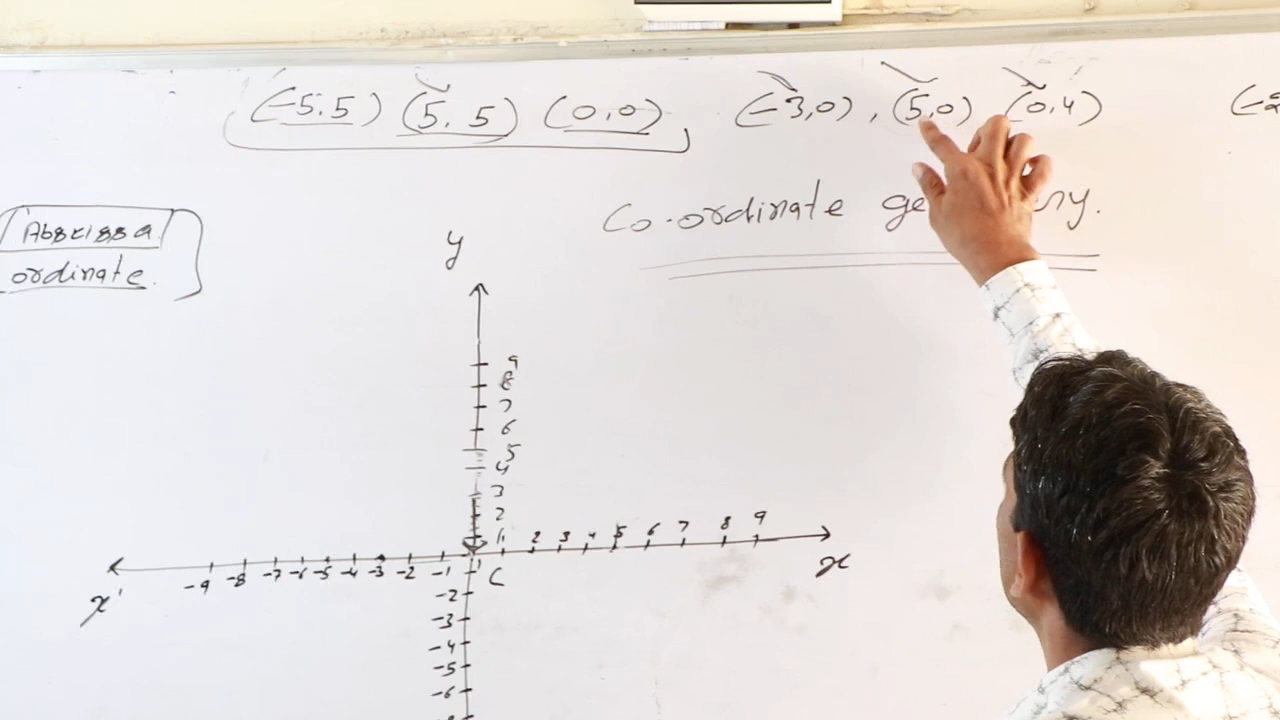 (-5,5) (5,5) (0,0) (-3,0), (5,0) (0,4)
Co-ordinate
Abscissa
ordinate
y
9
8
7
6
5
4
3
2
1
2 3 4 5 6 7 8 9
-9 -8 -7 -6 -5 -4 -3 -2 -1
x
x'
-1
-2
-3
-4
-5
-6